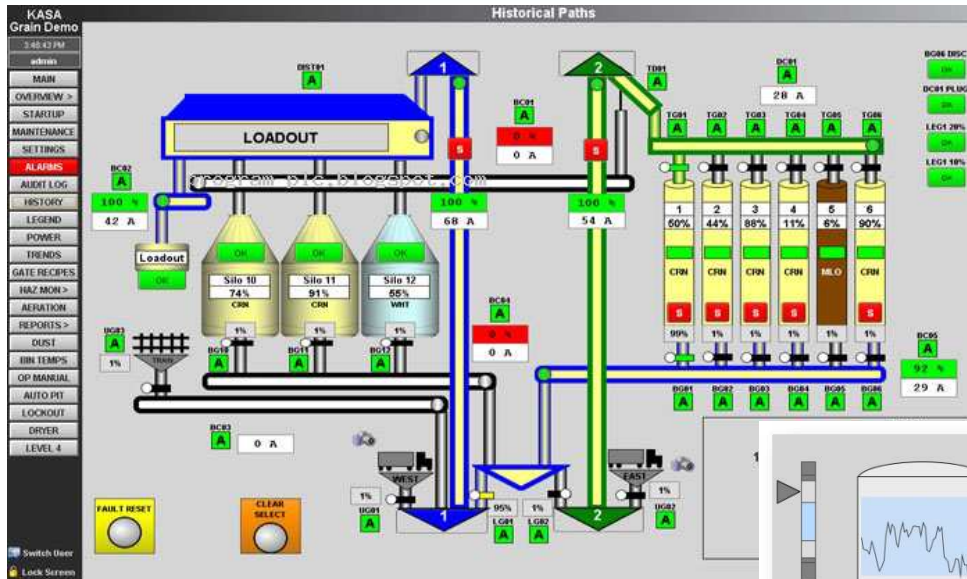 KASA
Grain Demo
Historical Paths
3:46:43 PM
admin
MAIN
OVERVIEW >
STARTUP
MAINTENANCE
SETTINGS
ALARMS
AUDIT LOG
HISTORY
LEGEND
POWER
TRENDS
GATE RECIPES
HAZ MON >
AERATION
REPORTS >
DUST
BIN TEMPS
OP MANUAL
AUTO PIT
LOCKOUT
DRYER
LEVEL 4
Switch User
Lock Screen
DIST01
A
1
2
TD01
A
DC01
A
28 A
BG06 DISC
OK
DC01 PLUG
OK
LEG1 20%
OK
LEG1 10%
OK
BC01
A
0 %
0 A
LOADOUT
S
S
TG01 TG02 TG03 TG04 TG05 TG06
A A A A A A
program-plc.blogspot.com
BC02
A
100 %
42 A
100 %
68 A
100 %
54 A
1 2 3 4 5 6
50% 44% 88% 11% 6% 90%
CRN CRN CRN CRN MLO CRN
S S S S S S
99% 1% 1% 1% 1% 1%
Loadout
OK
OK OK OK
Silo 10 Silo 11 Silo 12
74% 91% 55%
CRN CRN WHT
1% 1% 1%
BG10 BG11 BG12
A A A
UG03
A
1%
TRAIN
BC04
A
0 %
0 A
BC05
A
92 %
29 A
BG01 BG02 BG03 BG04 BG05 BG06
A A A A A A
BC03
A
0 A
WEST
EAST
1%
UG01
A
1
95% 1%
LG01 LG02
A A
2
1%
UG02
A
FAULT RESET
CLEAR
SELECT